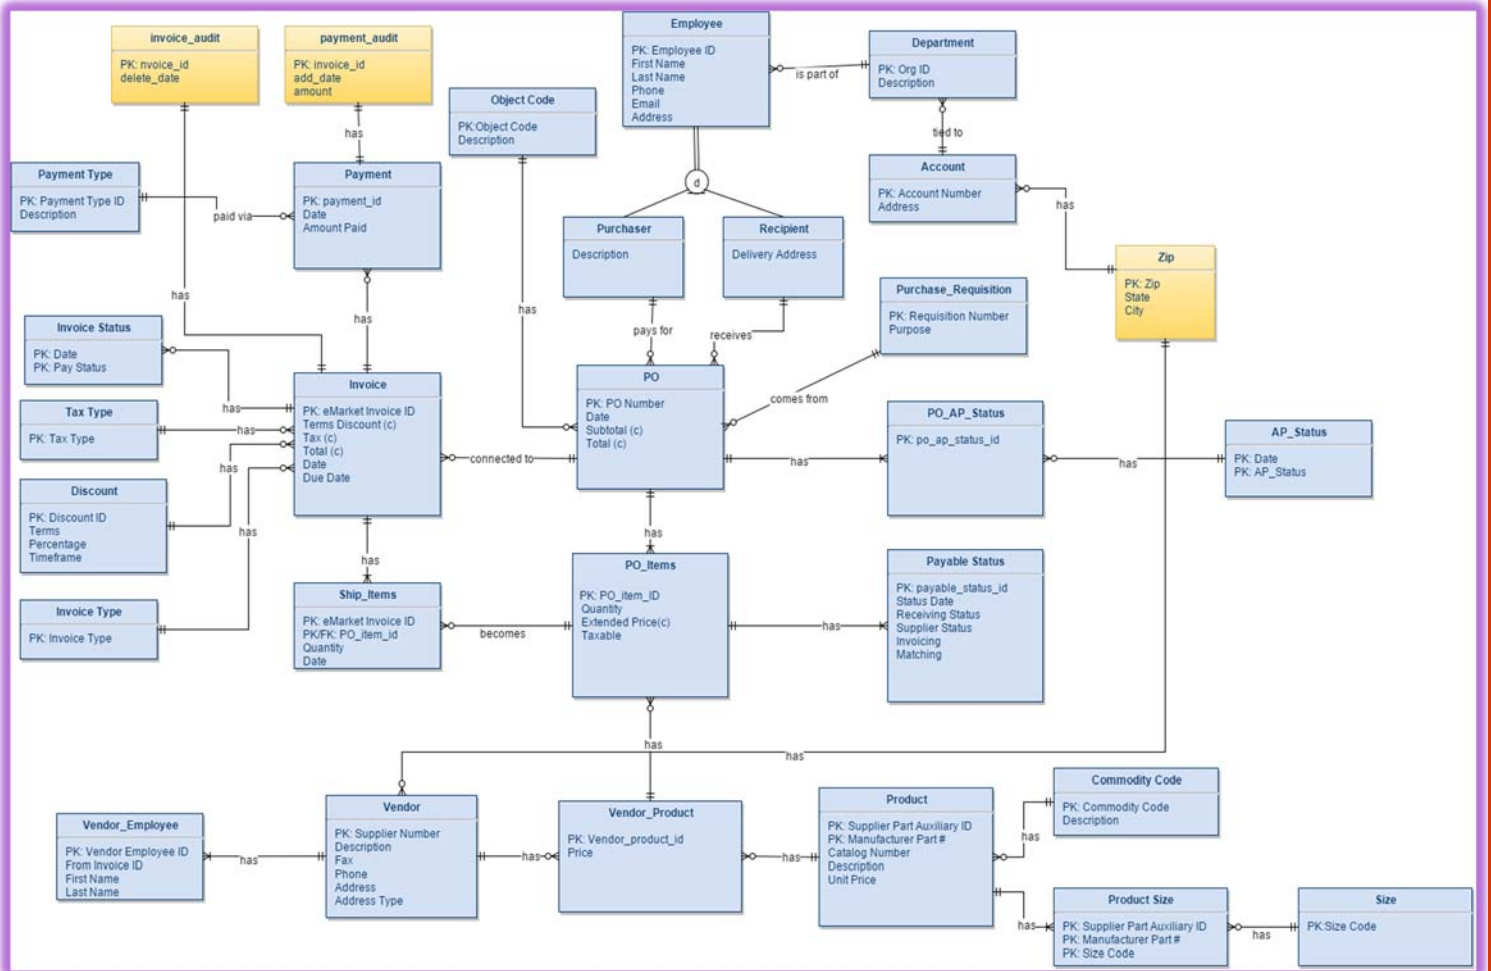 invoice_audit
PK: nvoice_id
delete_date
payment_audit
PK: invoice_id
add_date
amount
Employee
PK: Employee ID
First Name
Last Name
Phone
Email
Address
Department
PK: Org ID
Description
is part of
Object Code
PK:Object Code
Description
has
tied to
Payment Type
PK: Payment Type ID
Description
Payment
PK: payment_id
Date
Amount Paid
paid via
d
Account
PK: Account Number
Address
has
Purchaser
Description
Recipient
Delivery Address
Zip
PK: Zip
State
City
Purchase_Requisition
PK: Requisition Number
Purpose
has
has
has
pays for
receives
Invoice Status
PK: Date
PK: Pay Status
has
Invoice
PK: eMarket Invoice ID
Terms Discount (c)
Tax (c)
Total (c)
Date
Due Date
PO
PK: PO Number
Date
Subtotal (c)
Total (c)
comes from
Tax Type
PK: Tax Type
has
PO_AP_Status
PK: po_ap_status_id
AP_Status
PK: Date
PK: AP_Status
connected to
has
has
has
Discount
PK: Discount ID
Terms
Percentage
Timeframe
has
has
has
PO_Items
PK: PO_item_ID
Quantity
Extended Price(c)
Taxable
Payable Status
PK: payable_status_id
Status Date
Receiving Status
Supplier Status
Invoicing
Matching
Invoice Type
PK: Invoice Type
Ship_Items
PK: eMarket Invoice ID
PK/FK: PO_item_id
Quantity
Date
becomes
has
has
has
Vendor_Employee
PK: Vendor Employee ID
From Invoice ID
First Name
Last Name
has
Vendor
PK: Supplier Number
Description
Fax
Phone
Address
Address Type
has
Vendor_Product
PK: Vendor_product_id
Price
has
Product
PK: Supplier Part Auxiliary ID
PK: Manufacturer Part #
Catalog Number
Description
Unit Price
Commodity Code
PK: Commodity Code
Description
has
has
Product Size
PK: Supplier Part Auxiliary ID
PK: Manufacturer Part #
PK: Size Code
has
Size
PK:Size Code